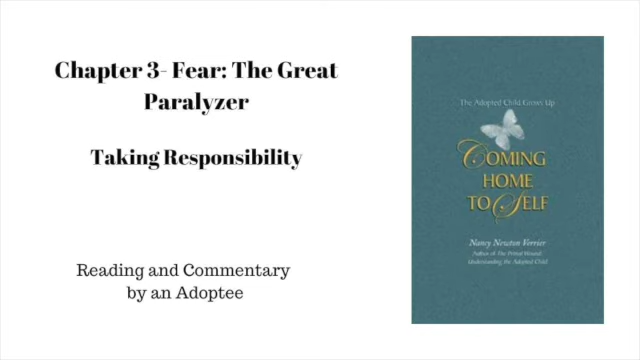 Chapter 3- Fear: The Great
Paralyzer
Taking Responsibility
Reading and Commentary
by an Adoptee
The Adopted Child Grows Up
COMING
HOME
TO SELF
Nancy Newton Verrier
Author of The Primal Wound:
Understanding the Adopted Child